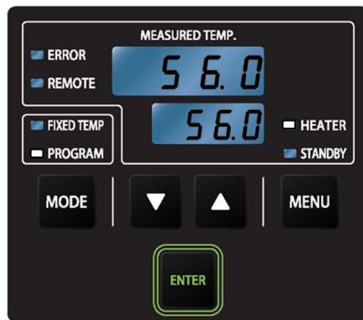 MEASURED TEMP.
ERROR
REMOTE
56.0
FIXED TEMP
PROGRAM
56.0
HEATER
STANDBY
MODE
MENU
ENTER